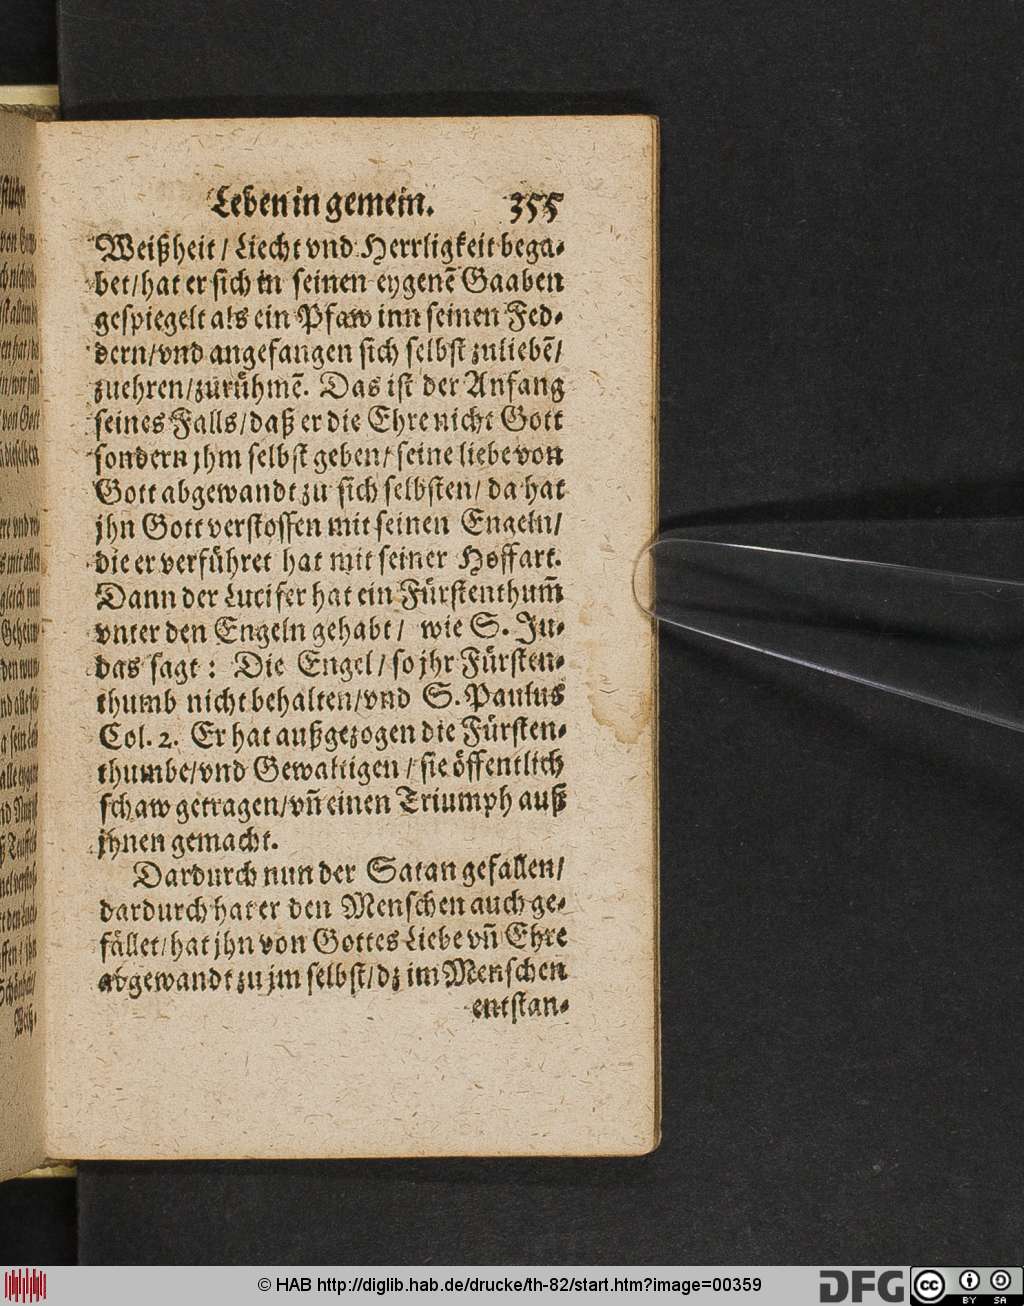 Leben in gemein. 355
Weißheit / Liecht vnd Herrligkeit bega-
bet / hat er sich in seinen eygenē Gaaben
gespiegelt als ein Pfaw inn seinen Fed-
dern / vnd angefangen sich selbst zuliebē /
zuehren / zurühmē. Das ist der Anfang
seines Falls / daß er die Ehre nicht Gott
sondern jhm selbst geben / seine liebe von
Gott abgewandt zu sich selbsten / da hat
jhn Gott verstossen mit seinen Engeln /
die er verführet hat mit seiner Hoffart.
Dann der Lucifer hat ein Fürstenthum̄
vnter den Engeln gehabt / wie S. Ju-
das sagt : Die Engel / so jhr Fürsten-
thumb nicht behalten / vnd S. Paulus
Col. 2. Er hat außgezogen die Fürsten-
thumbe / vnd Gewaltigen / sie öffentlich
schaw getragen / vn̄ einen Triumph auß
jhnen gemacht.
Dardurch nun der Satan gefallen /
dardurch hat er den Menschen auch ge-
fället / hat jhn von Gottes Liebe vn̄ Ehre
abgewandt zu jm selbst / dz im Menschen
entstan-
© HAB http://diglib.hab.de/drucke/th-82/start.htm?image=00359
DFG
cc BY SA